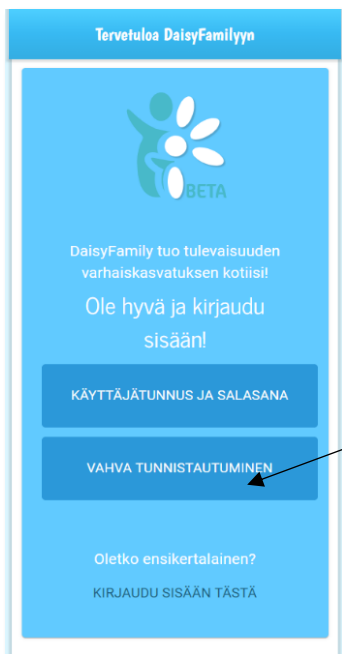 Tervetuloa DaisyFamilyyn
BETA
DaisyFamily tuo tulevaisuuden
varhaiskasvatuksen kotiisi!
Ole hyvä ja kirjaudu
sisään!
KÄYTTÄJÄTUNNUS JA SALASANA
VAHVA TUNNISTAUTUMINEN
Oletko ensikertalainen?
KIRJAUDU SISÄÄN TÄSTÄ